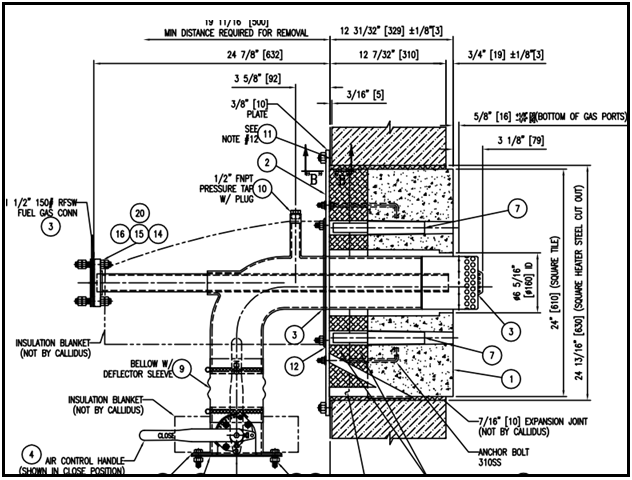 19 11/16" [500]
MIN DISTANCE REQUIRED FOR REMOVAL
12 31/32" [329] ±1/8"[3]
24 7/8" [632]
12 7/32" [310]
3/4" [19] ±1/8"[3]
3 5/8" [92]
3/16" [5]
5/8" [16]
(BOTTOM OF GAS PORTS)
3/8" [10]
PLATE
3 1/8" [79]
SEE
NOTE #12
11
2
"B"
1/2" FNPT
PRESSURE TAP
W/ PLUG
10
1 1/2" 150# RFSW
FUEL GAS CONN
3
20
16
15
14
7
ø6 5/16"
[ø160] ID
24" [610] (SQUARE TILE)
24 13/16" [630] (SQUARE HEATER STEEL CUT OUT)
3
3
INSULATION BLANKET
(NOT BY CALLIDUS)
7
12
BELLOW W/
DEFLECTOR SLEEVE
9
1
INSULATION BLANKET
(NOT BY CALLIDUS)
7/16" [10] EXPANSION JOINT
(NOT BY CALLIDUS)
CLOSE
ANCHOR BOLT
310SS
4
AIR CONTROL HANDLE
(SHOWN IN CLOSE POSITION)